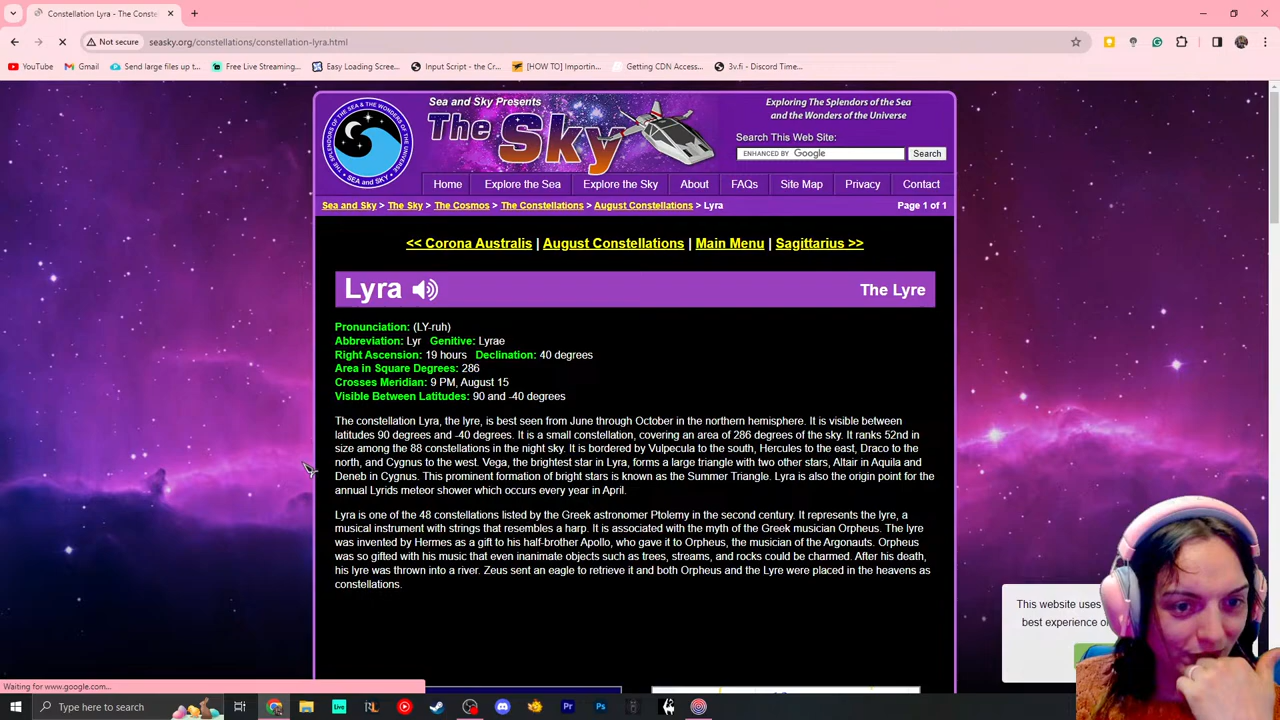 Constellation Lyra - The Conste
Not secure
seasky.org/constellations/constellation-lyra.html
YouTube
Gmail
Send large files up t...
Free Live Streaming...
Easy Loading Scree...
Input Script - the Cr...
[HOW TO] Importin...
Getting CDN Access...
3v.fi - Discord Time...
Sea and Sky Presents
The Sky
Exploring The Splendors of the Sea
and the Wonders of the Universe
Search This Web Site:
ENHANCED BY Google
Search
THE SPLENDORS OF THE SEA & THE WONDERS OF THE UNIVERSE
SEA and SKY
Home
Explore the Sea
Explore the Sky
About
FAQs
Site Map
Privacy
Contact
Sea and Sky > The Sky > The Cosmos > The Constellations > August Constellations > Lyra
Page 1 of 1
<< Corona Australis | August Constellations | Main Menu | Sagittarius >>
Lyra
The Lyre
Pronunciation: (LY-ruh)
Abbreviation: Lyr Genitive: Lyrae
Right Ascension: 19 hours Declination: 40 degrees
Area in Square Degrees: 286
Crosses Meridian: 9 PM, August 15
Visible Between Latitudes: 90 and -40 degrees
The constellation Lyra, the lyre, is best seen from June through October in the northern hemisphere. It is visible between
latitudes 90 degrees and -40 degrees. It is a small constellation, covering an area of 286 degrees of the sky. It ranks 52nd in
size among the 88 constellations in the night sky. It is bordered by Vulpecula to the south, Hercules to the east, Draco to the
north, and Cygnus to the west. Vega, the brightest star in Lyra, forms a large triangle with two other stars, Altair in Aquila and
Deneb in Cygnus. This prominent formation of bright stars is known as the Summer Triangle. Lyra is also the origin point for the
annual Lyrids meteor shower which occurs every year in April.
Lyra is one of the 48 constellations listed by the Greek astronomer Ptolemy in the second century. It represents the lyre, a
musical instrument with strings that resembles a harp. It is associated with the myth of the Greek musician Orpheus. The lyre
was invented by Hermes as a gift to his half-brother Apollo, who gave it to Orpheus, the musician of the Argonauts. Orpheus
was so gifted with his music that even inanimate objects such as trees, streams, and rocks could be charmed. After his death,
his lyre was thrown into a river. Zeus sent an eagle to retrieve it and both Orpheus and the Lyre were placed in the heavens as
constellations.
This website uses
best experience o
Waiting for www.google.com...
Type here to search
LIVE
Pr
Ps